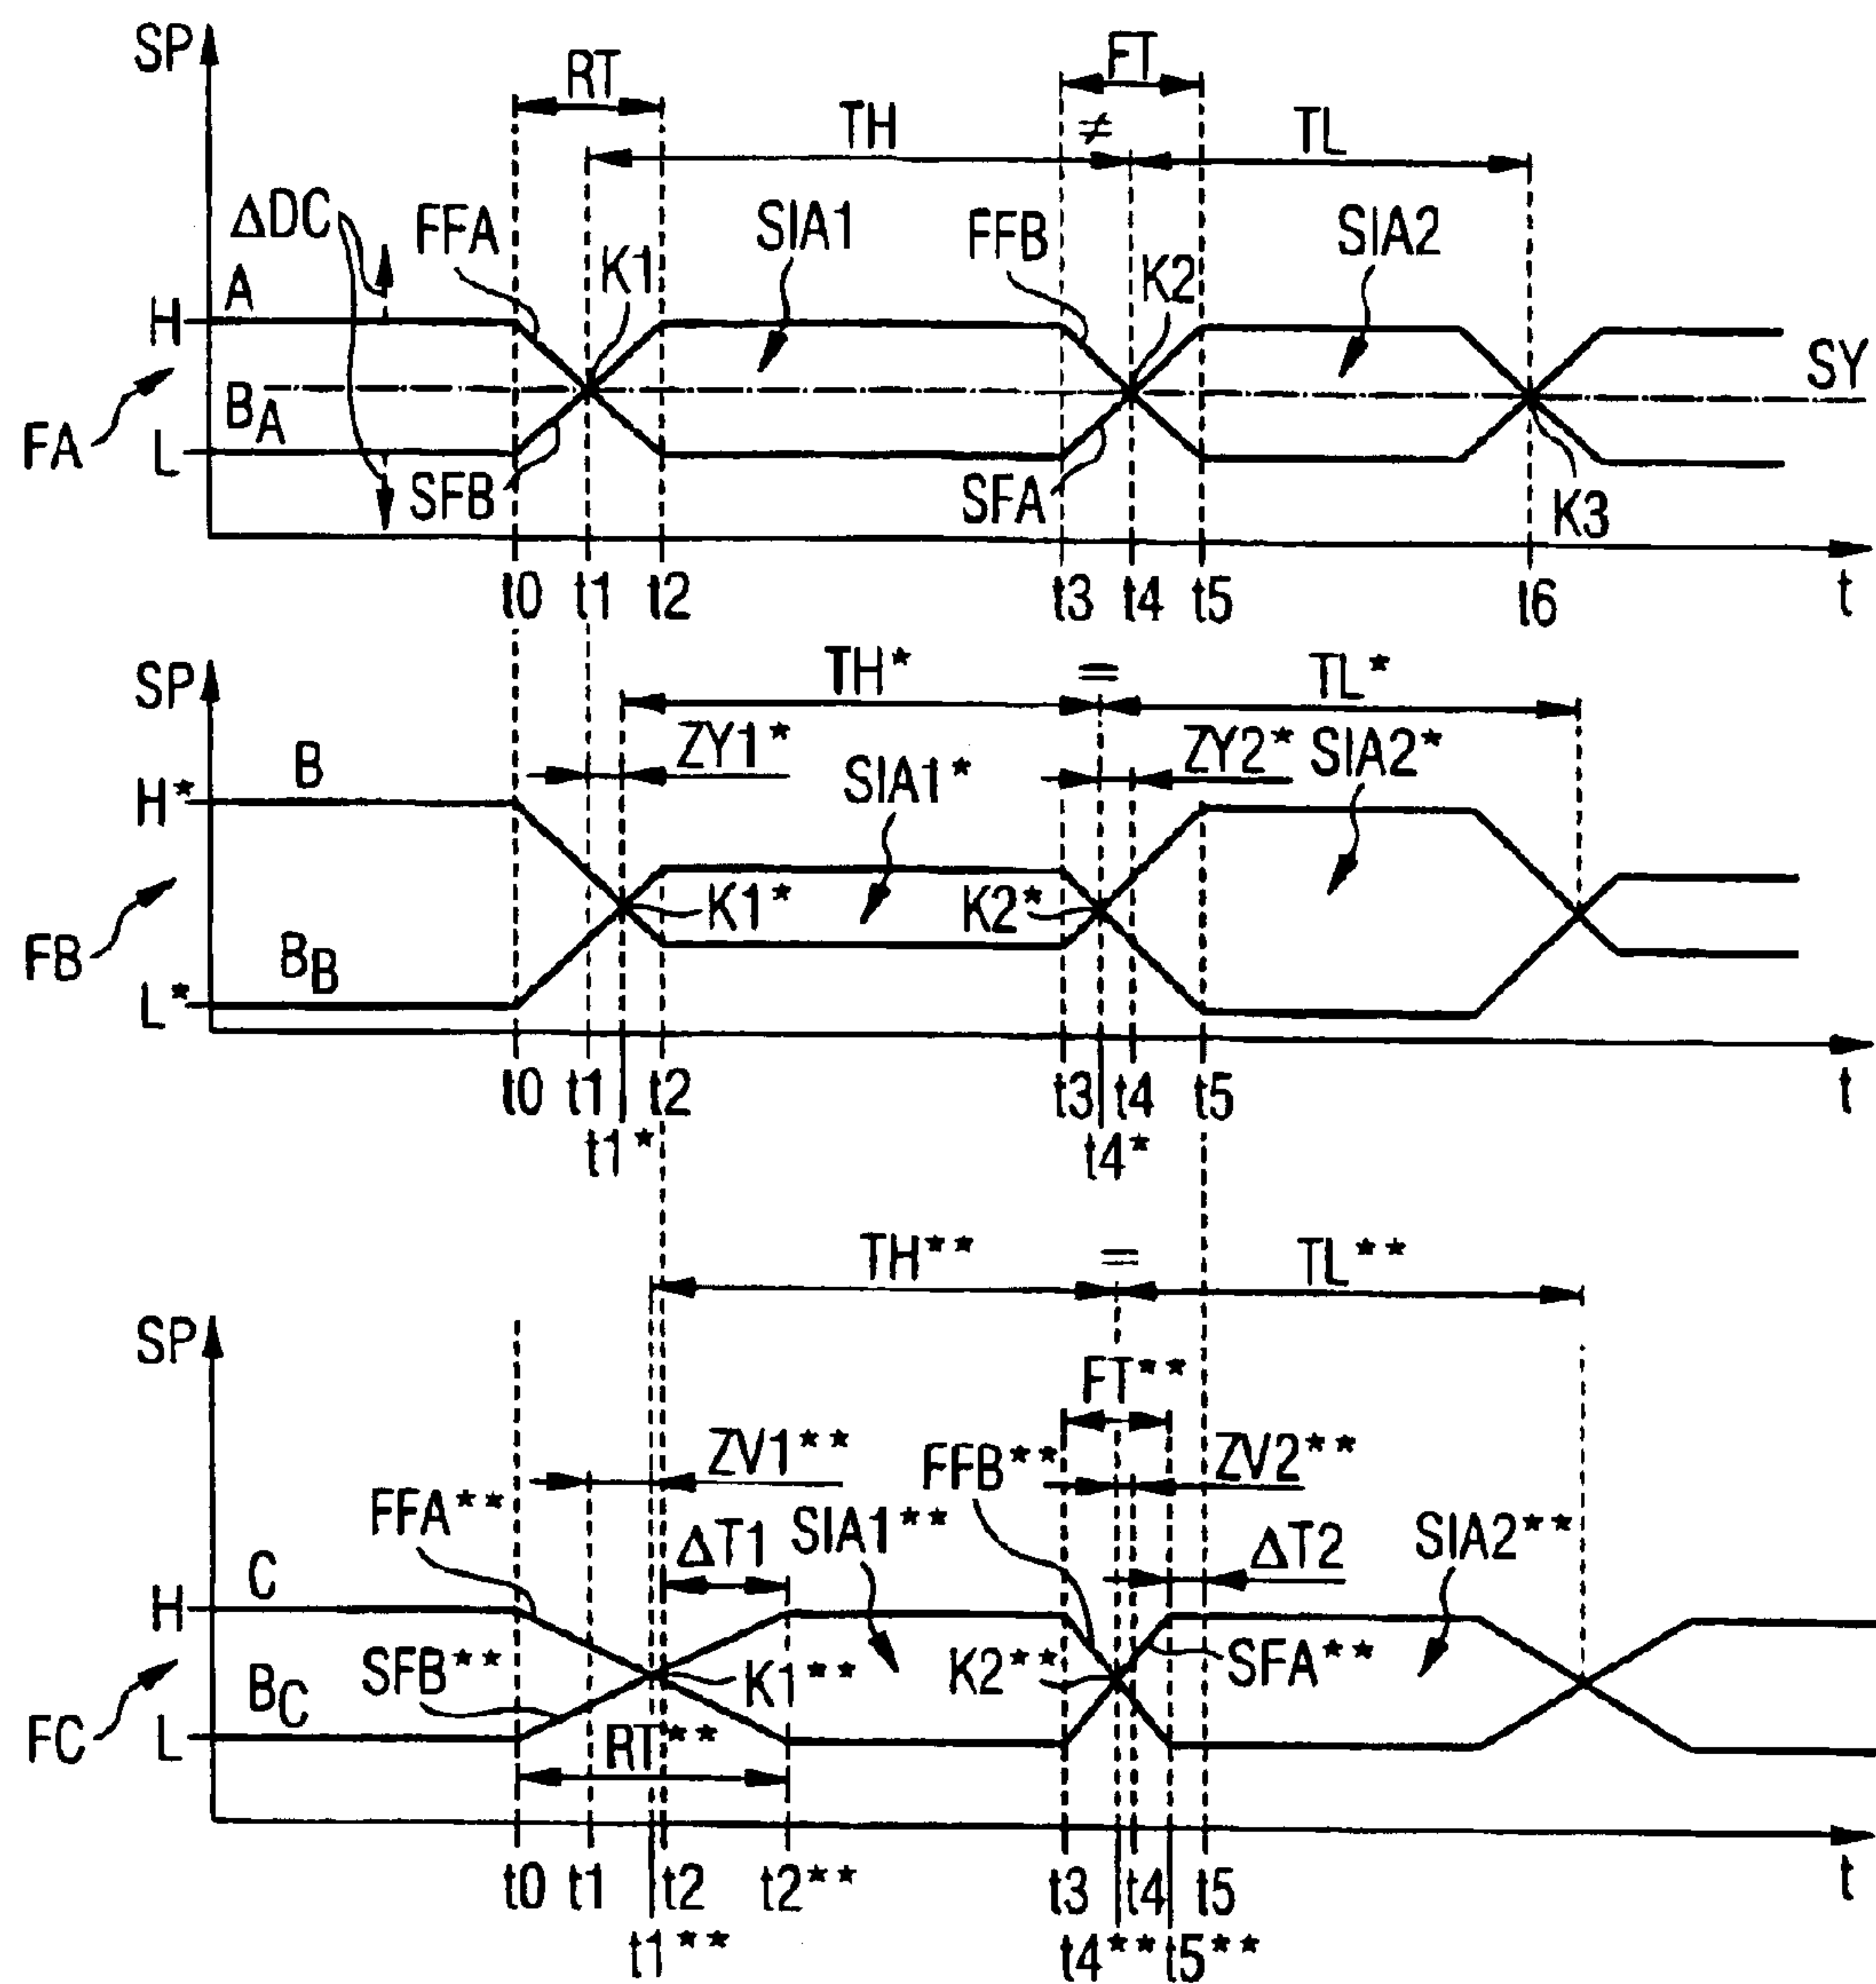 SP
RT
FT
TH
≠
TL
ΔDC
FFA
K1
SIA1
FFB
K2
SIA2
H
A
SY
BA
FA
L
SFB
SFA
K3
t0
t1
t2
t3
t4
t5
t6
t
SP
TH*
=
TL*
ZY1*
ZY2*
SIA2*
B
SIA1*
H*
K1*
K2*
FB
BB
L*
t0
t1
t2
t3
t4
t5
t
t1*
t4*
TH**
=
TL**
SP
FT**
ZV1**
FFB**
ZV2**
FFA**
SIA1**
ΔT1
ΔT2
SIA2**
C
H
SFB**
K1**
K2**
SFA**
BC
RT**
FC
L
t0
t1
t2
t2**
t3
t4
t5
t
t1**
t4**
t5**